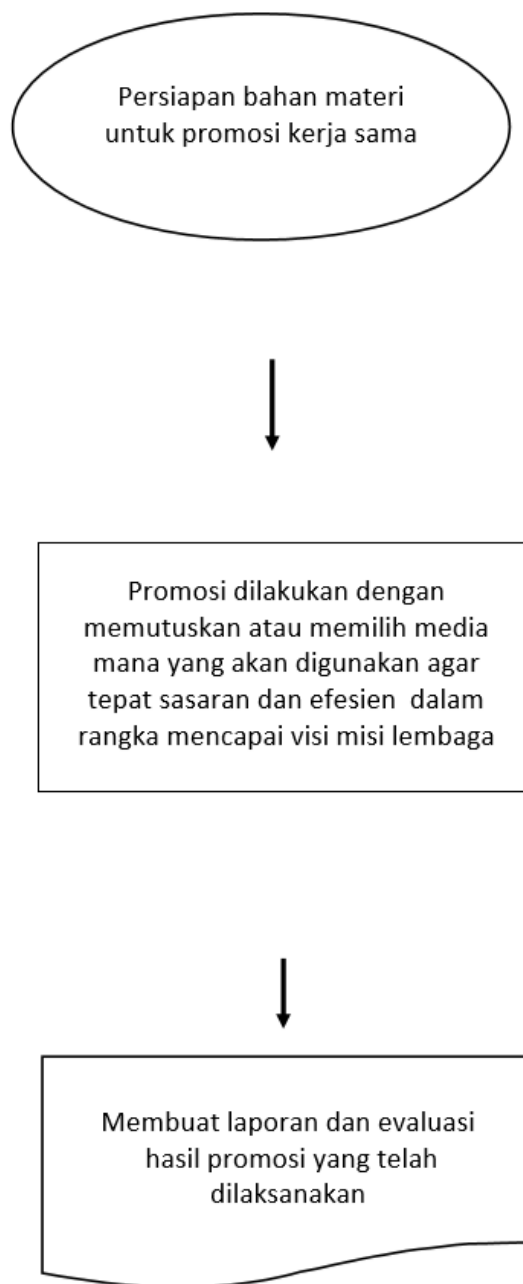 Persiapan bahan materi
untuk promosi kerja sama
Promosi dilakukan dengan
memutuskan atau memilih media
mana yang akan digunakan agar
tepat sasaran dan efesien dalam
rangka mencapai visi misi lembaga
Membuat laporan dan evaluasi
hasil promosi yang telah
dilaksanakan